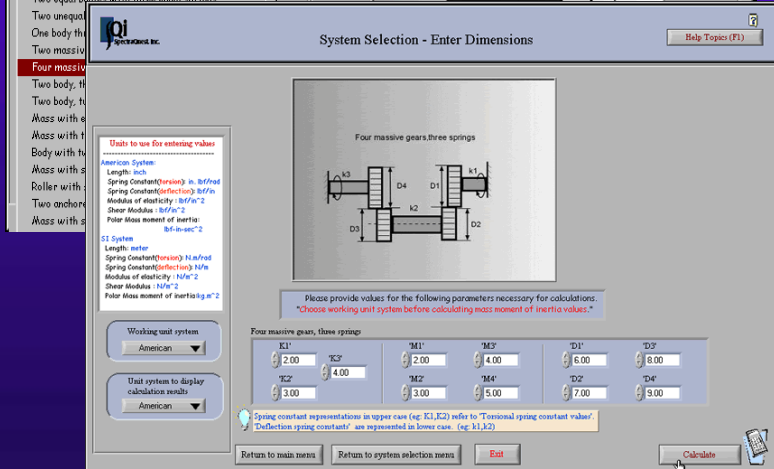 Two unequal
One body thr
Two massiv
Four massiv
Two body, th
Two body, tu
Mass with e
Mass with t
Body with tw
Mass with s
Roller with s
Two anchore
Mass with s
Qi
SpectraQuest, Inc.
System Selection - Enter Dimensions
?
Help Topics (F1)
Units to use for entering values
American System:
Length: inch
Spring Constant(torsion): in. lbf/rad
Spring Constant(deflection): lbf/in
Modulus of elasticity : lbf/in^2
Shear Modulus : lbf/in^2
Polar Mass moment of inertia:
lbf-in-sec^2
SI System
Length: meter
Spring Constant(torsion): N.m/rad
Spring Constant(deflection): N/m
Modulus of elasticity : N/m^2
Shear Modulus : N/m^2
Polar Mass moment of inertia:kg.m^2
Working unit system
American
Unit system to display
calculation results
American
Four massive gears,three springs
k3
D4
D1
k1
k2
D3
D2
Please provide values for the following parameters necessary for calculations.
"Choose working unit system before calculating mass moment of inertia values."
Four massive gears, three springs
K1'
2.00
'K3'
4.00
'K2'
3.00
'M1'
2.00
'M3'
4.00
'M2'
3.00
'M4'
5.00
'D1'
6.00
'D3'
8.00
'D2'
7.00
'D4'
9.00
Spring constant representations in upper case (eg: K1,K2) refer to 'Torsional spring constant values'.
'Deflection spring constants' are represented in lower case. (eg: k1,k2)
Return to main menu
Return to system selection menu
Exit
Calculate